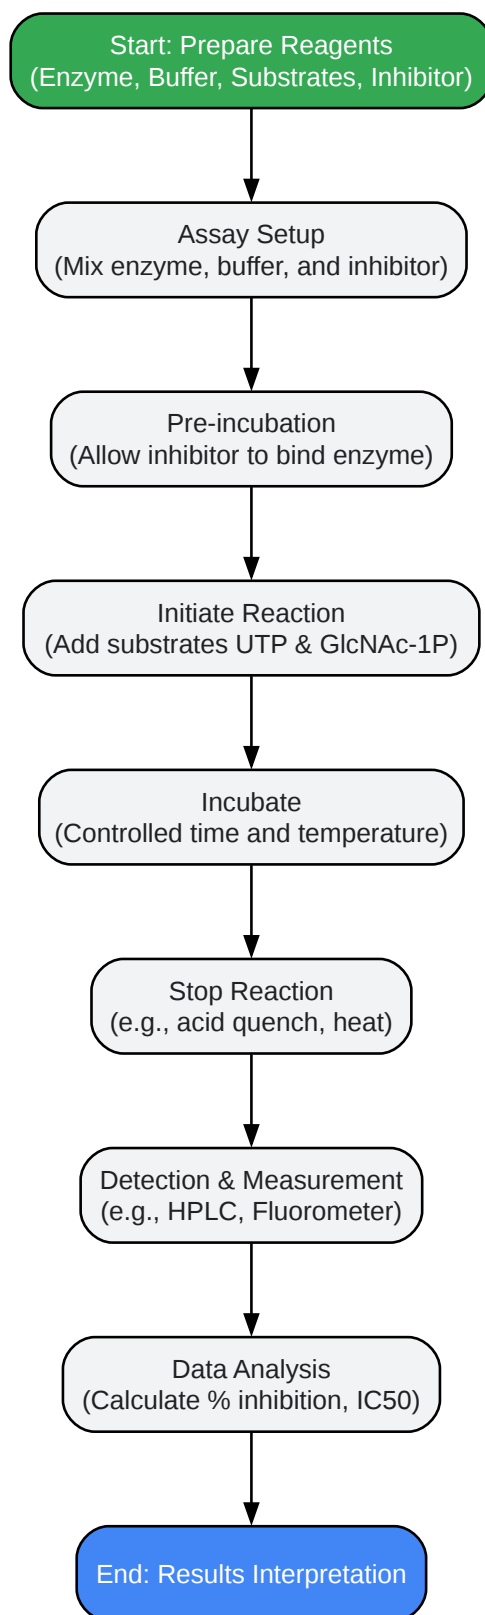 Start: Prepare Reagents
(Enzyme, Buffer, Substrates, Inhibitor)
Assay Setup
(Mix enzyme, buffer, and inhibitor)
Pre-incubation
(Allow inhibitor to bind enzyme)
Initiate Reaction
(Add substrates UTP & GlcNAc-1P)
Incubate
(Controlled time and temperature)
Stop Reaction
(e.g., acid quench, heat)
Detection & Measurement
(e.g., HPLC, Fluorometer)
Data Analysis
(Calculate % inhibition, IC50)
End: Results Interpretation